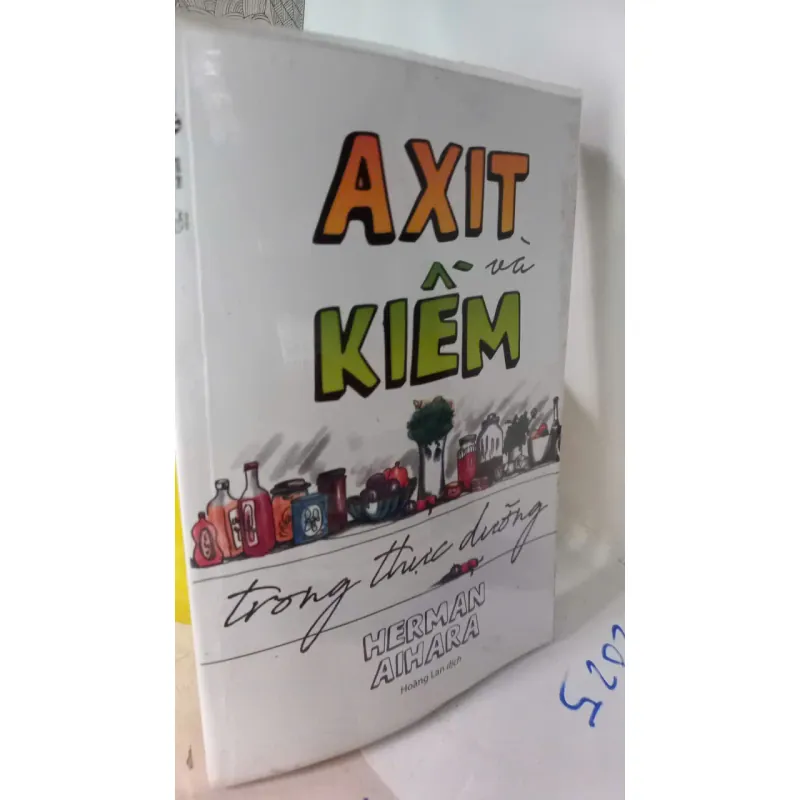 AXIT
và
KIỀM
trong thực dưỡng
HERMAN
AIHARA
Hoàng Lan dịch